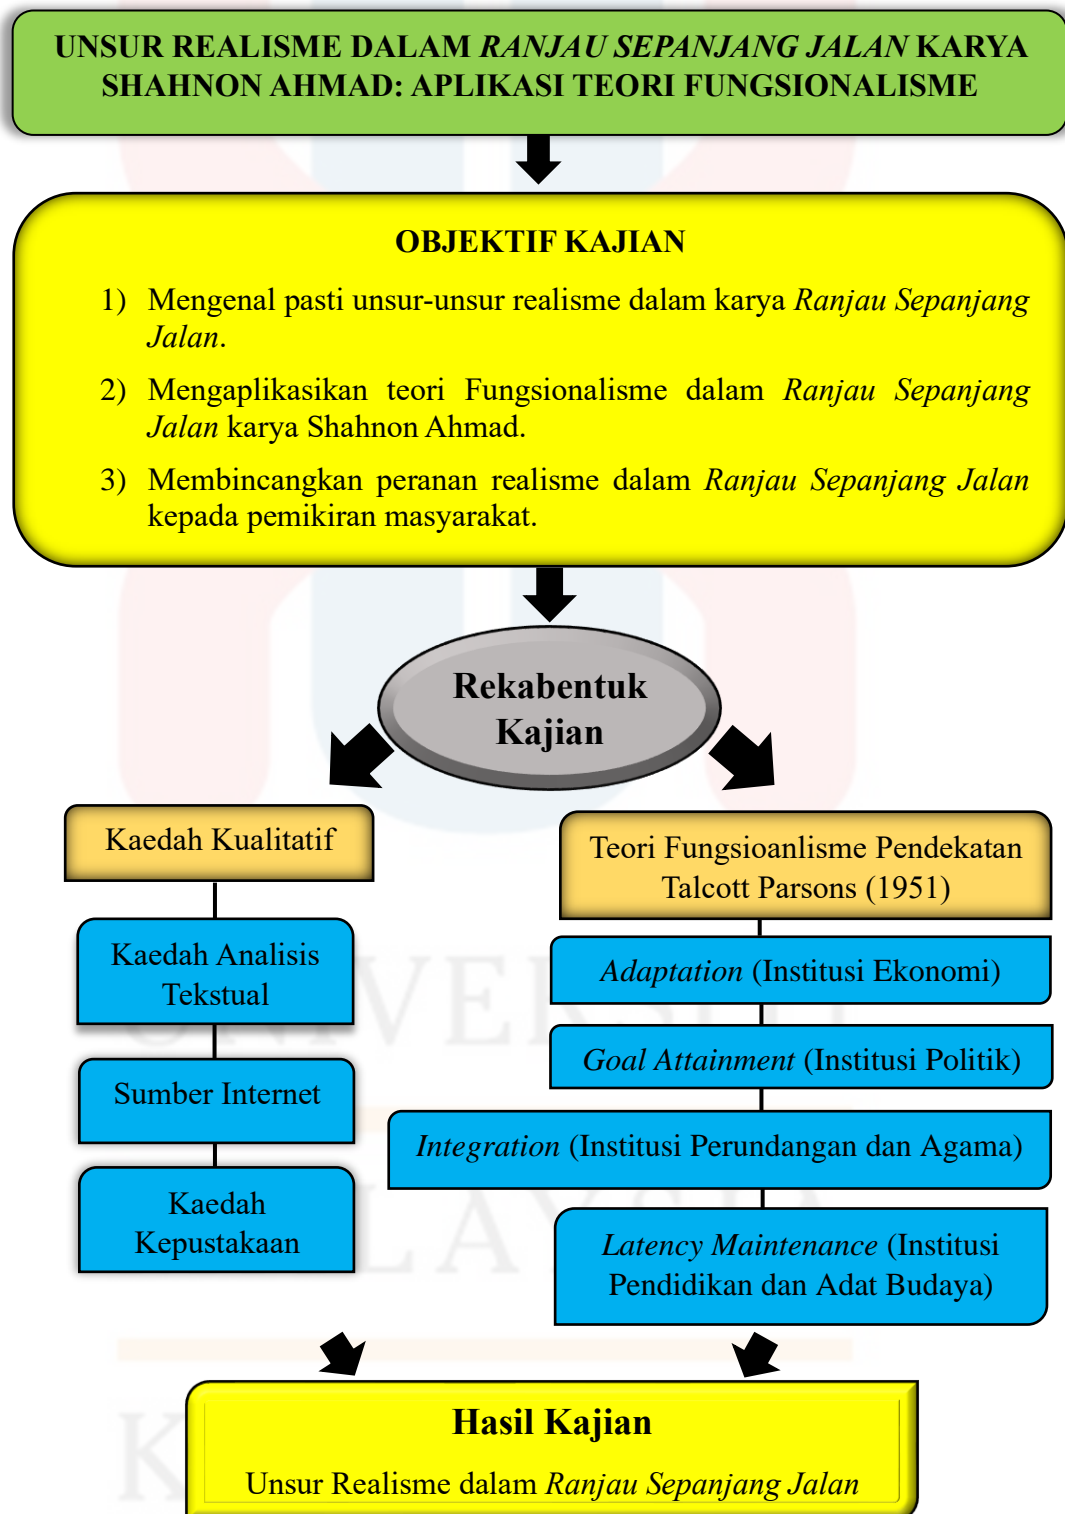 UNSUR REALISME DALAM RANJAU SEPANJANG JALAN KARYA
SHAHNON AHMAD: APLIKASI TEORI FUNGSIONALISME
OBJEKTIF KAJIAN
1) Mengenal pasti unsur-unsur realisme dalam karya Ranjau Sepanjang
Jalan.
2) Mengaplikasikan teori Fungsionalisme dalam Ranjau Sepanjang
Jalan karya Shahnon Ahmad.
3) Membincangkan peranan realisme dalam Ranjau Sepanjang Jalan
kepada pemikiran masyarakat.
Rekabentuk
Kajian
Kaedah Kualitatif
Kaedah Analisis
Tekstual
Sumber Internet
Kaedah
Kepustakaan
Teori Fungsioanlisme Pendekatan
Talcott Parsons (1951)
Adaptation (Institusi Ekonomi)
Goal Attainment (Institusi Politik)
Integration (Institusi Perundangan dan Agama)
Latency Maintenance (Institusi
Pendidikan dan Adat Budaya)
Hasil Kajian
Unsur Realisme dalam Ranjau Sepanjang Jalan